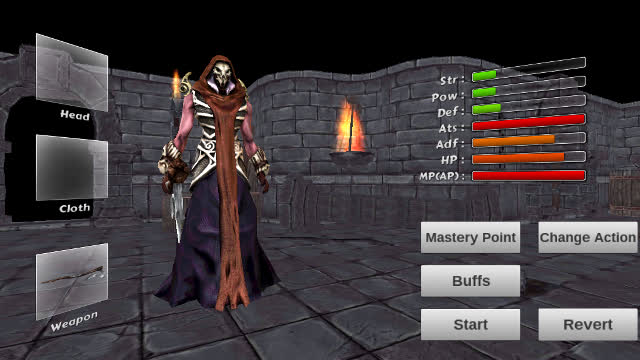 Head
Cloth
Weapon
Str :
Pow :
Def :
Ats :
Adf :
HP :
MP(AP) :
Mastery Point
Change Action
Buffs
Start
Revert